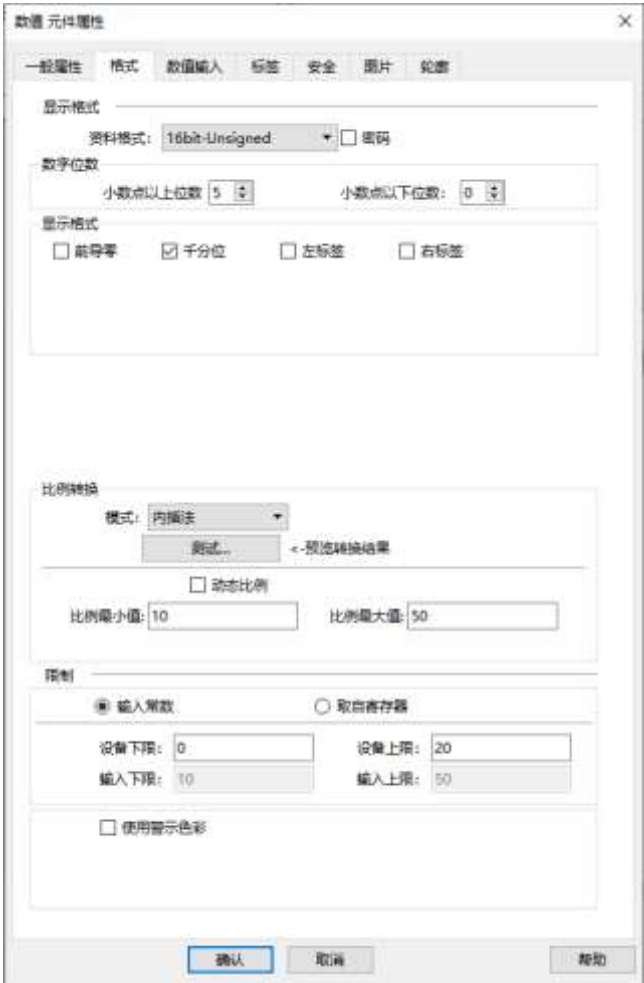 数值 元件属性
一般属性 格式 数值输入 标签 安全 图片 轮廓
显示格式
资料格式: 16bit-Unsigned 密码
数字位数
小数点以上位数 5 小数点以下位数: 0
显示格式
前导零 千分位 左标签 右标签
比例转换
模式: 内插法
测试... <-预览转换结果
动态比例
比例最小值: 10 比例最大值: 50
限制
输入常数 取自寄存器
设备下限: 0 设备上限: 20
输入下限: 10 输入上限: 50
使用警示色彩
确认 取消 帮助